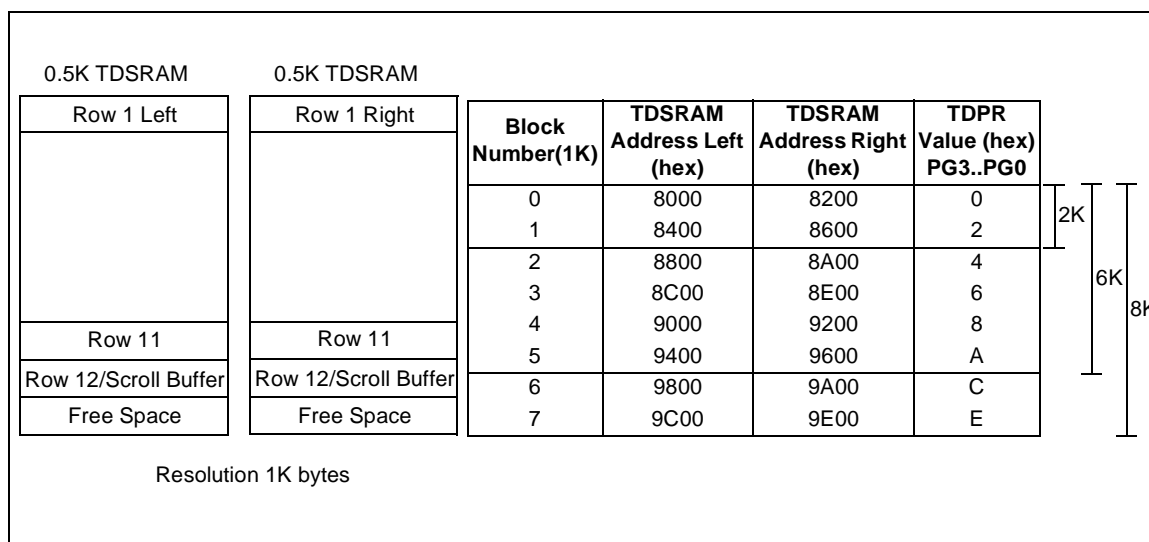 0.5K TDSRAM 0.5K TDSRAM
Row 1 Left Row 1 Right
Row 11 Row 11
Row 12/Scroll Buffer Row 12/Scroll Buffer
Free Space Free Space
Resolution 1K bytes
Block Number(1K) TDSRAM Address Left (hex) TDSRAM Address Right (hex) TDPR Value (hex) PG3..PG0
0 8000 8200 0
1 8400 8600 2
2 8800 8A00 4
3 8C00 8E00 6
4 9000 9200 8
5 9400 9600 A
6 9800 9A00 C
7 9C00 9E00 E
2K
6K
8K